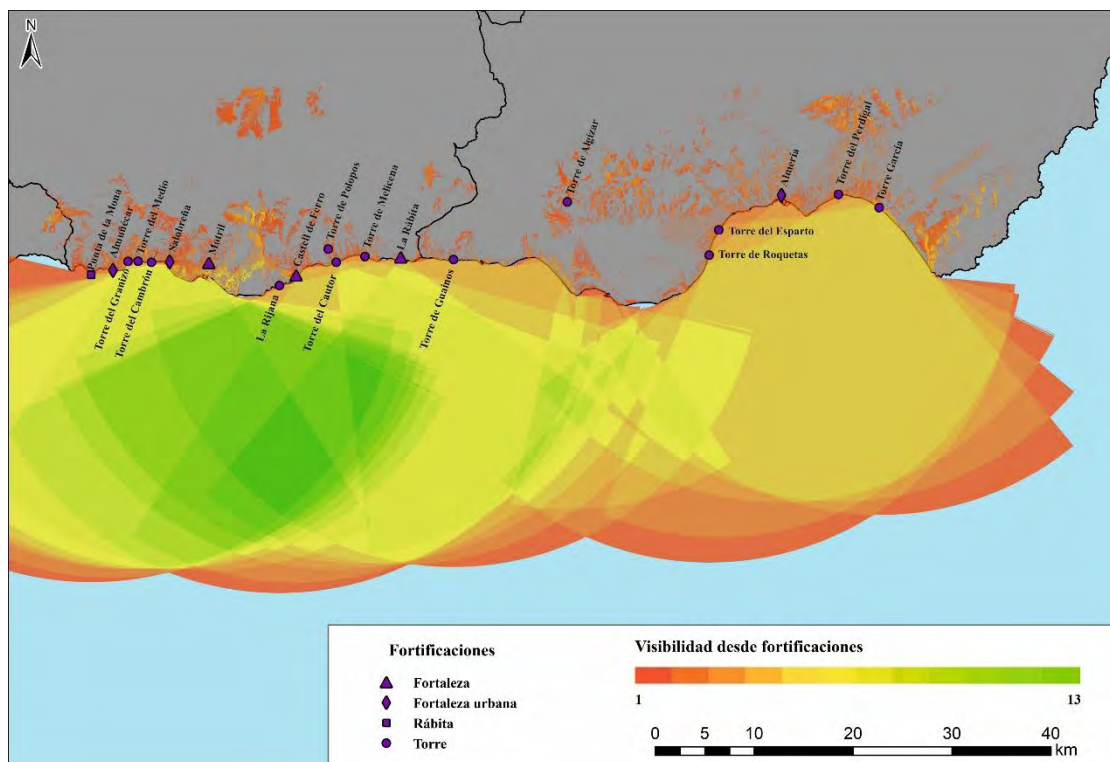 N
Punta de la Mona
Almuñécar
Torre del Granizo
Torre del Medio
Torre del Cambrón
Salobreña
Motril
La Rijana
Castell de Ferro
Torre de Polopos
Torre del Cautor
Torre de Melicena
La Rábita
Torre de Guainos
Torre de Algizar
Torre del Esparto
Torre de Roquetas
Almería
Torre del Perdigal
Torre García
Fortificaciones
Fortaleza
Fortaleza urbana
Rábita
Torre
Visibilidad desde fortificaciones
1 13
0 5 10 20 30 40
km